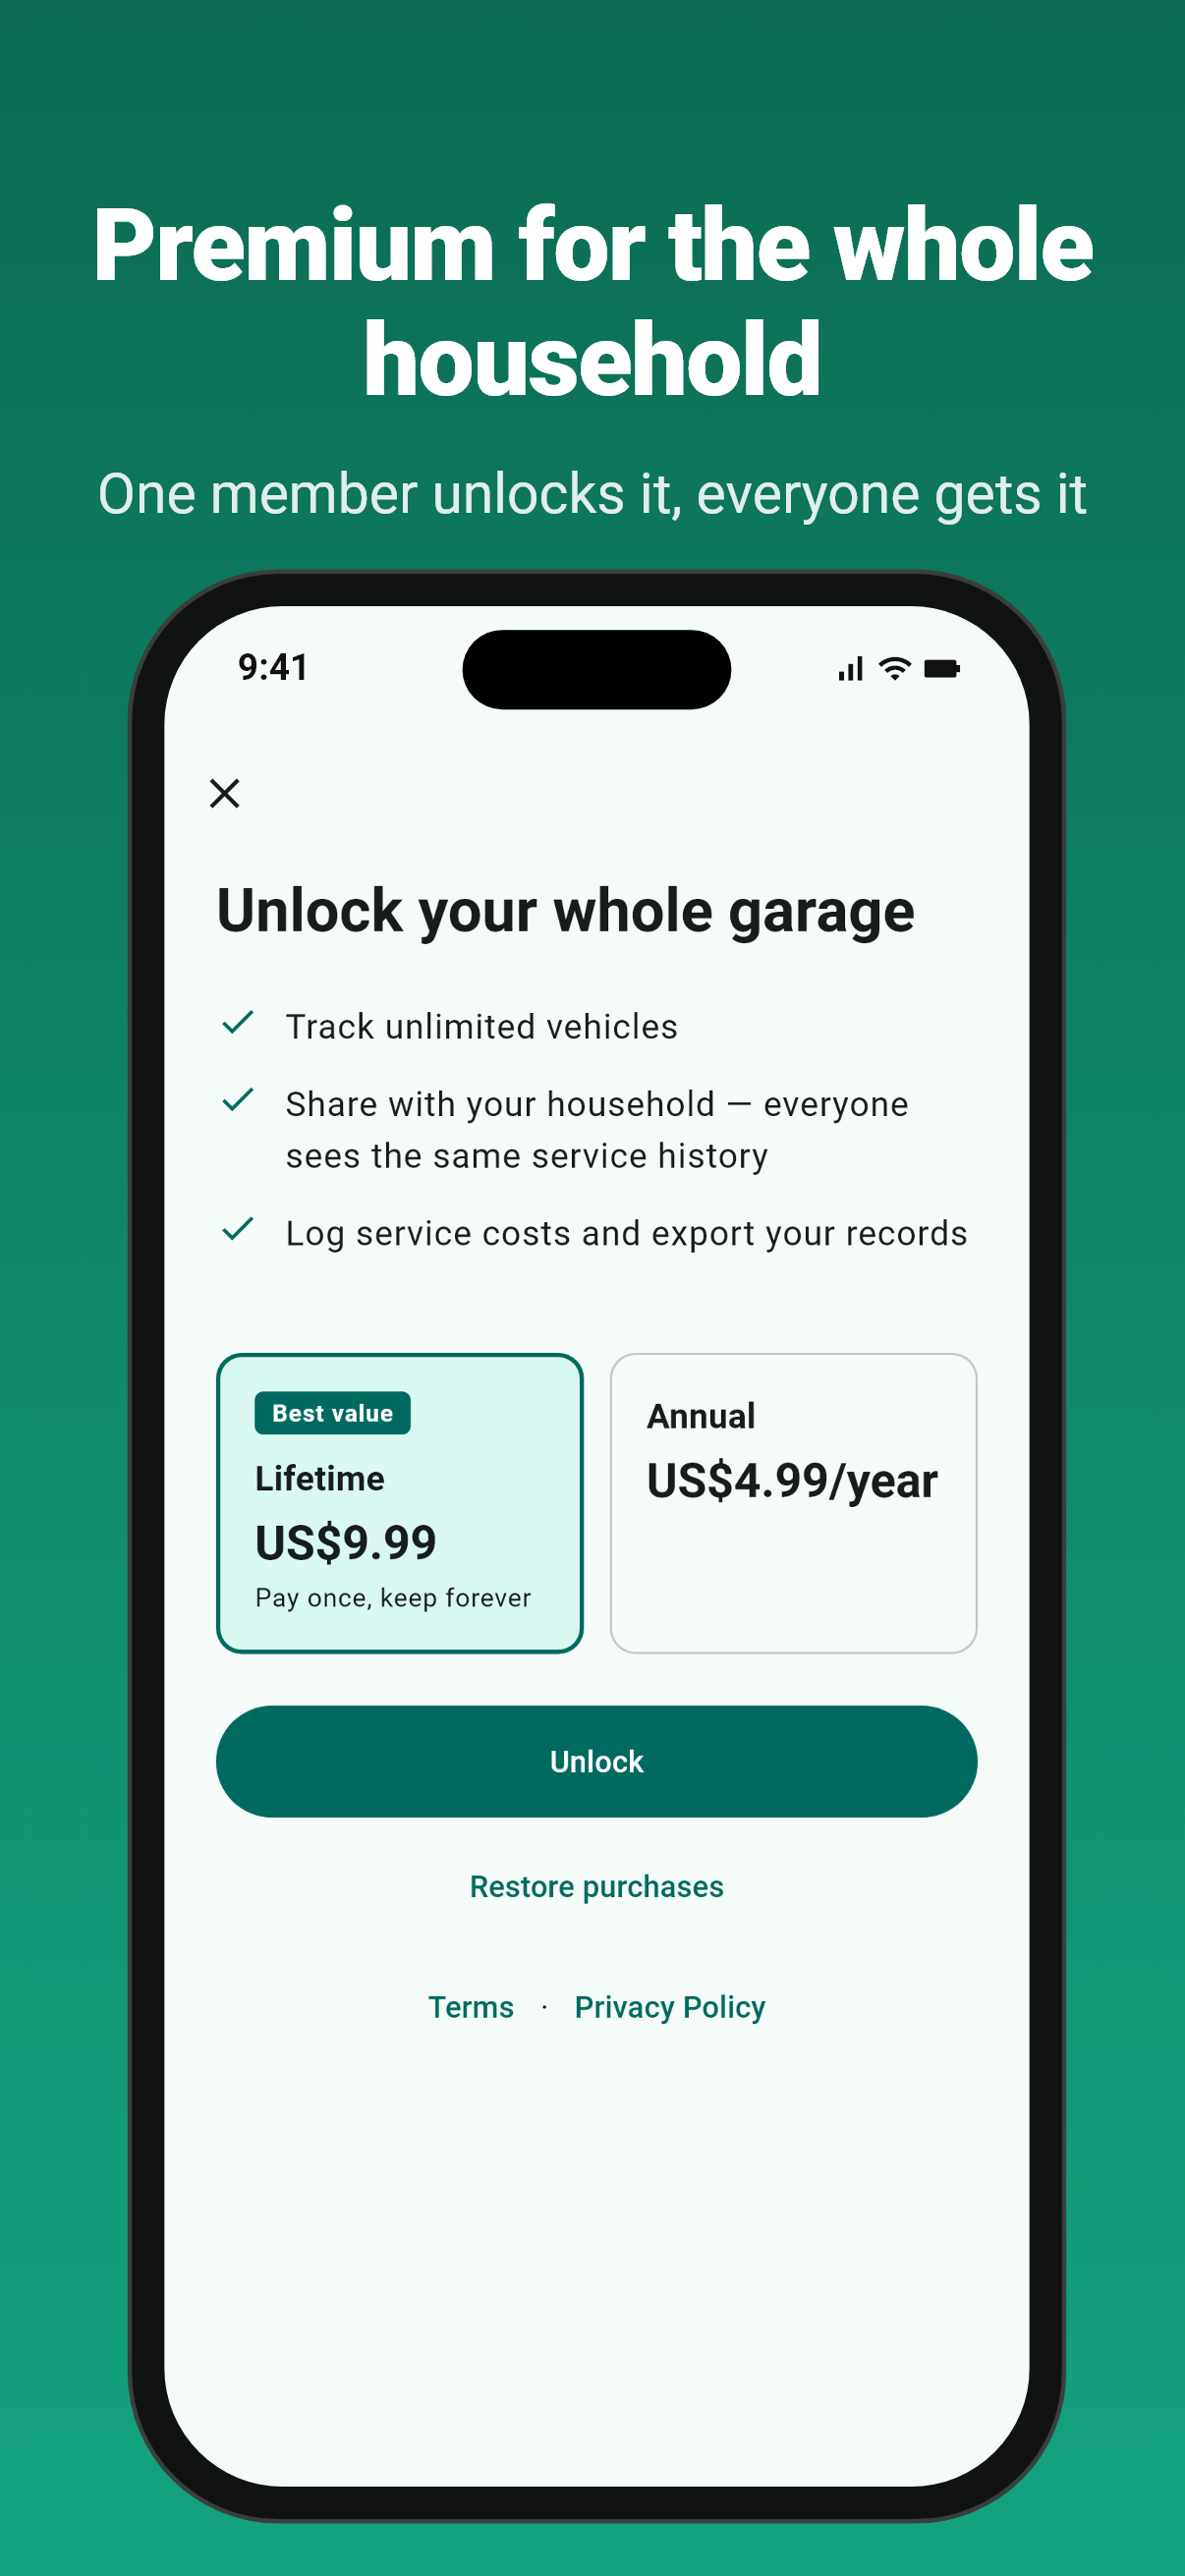 Premium for the whole
household
One member unlocks it, everyone gets it
9:41
Unlock your whole garage
Track unlimited vehicles
Share with your household — everyone
sees the same service history
Log service costs and export your records
Best value
Lifetime
US$9.99
Pay once, keep forever
Annual
US$4.99/year
Unlock
Restore purchases
Terms · Privacy Policy